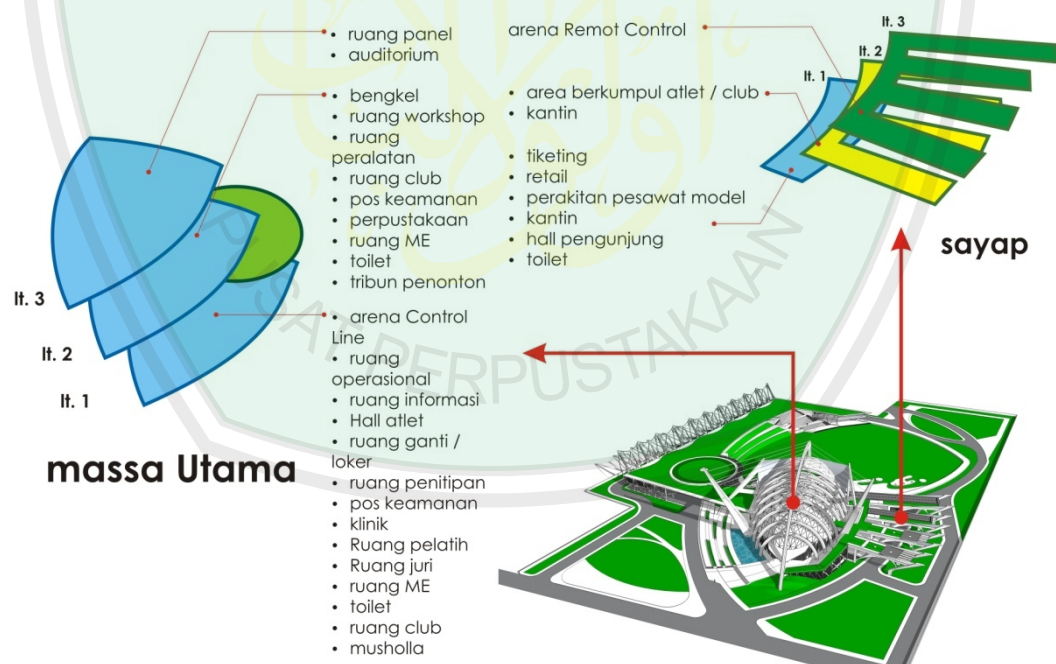 • ruang panel
• auditorium
• bengkel
• ruang workshop
• ruang
peralatan
• ruang club
• pos keamanan
• perpustakaan
• ruang ME
• toilet
• tribun penonton
• arena Control
Line
• ruang
operasional
• ruang informasi
• Hall atlet
• ruang ganti /
loker
• ruang penitipan
• pos keamanan
• klinik
• Ruang pelatih
• Ruang juri
• ruang ME
• toilet
• ruang club
• musholla
lt. 3
lt. 2
lt. 1
massa Utama
arena Remot Control
• area berkumpul atlet / club
• kantin
• tiketing
• retail
• perakitan pesawat model
• kantin
• hall pengunjung
• toilet
lt. 3
lt. 2
lt. 1
sayap
PUSAT PERPUSTAKAAN